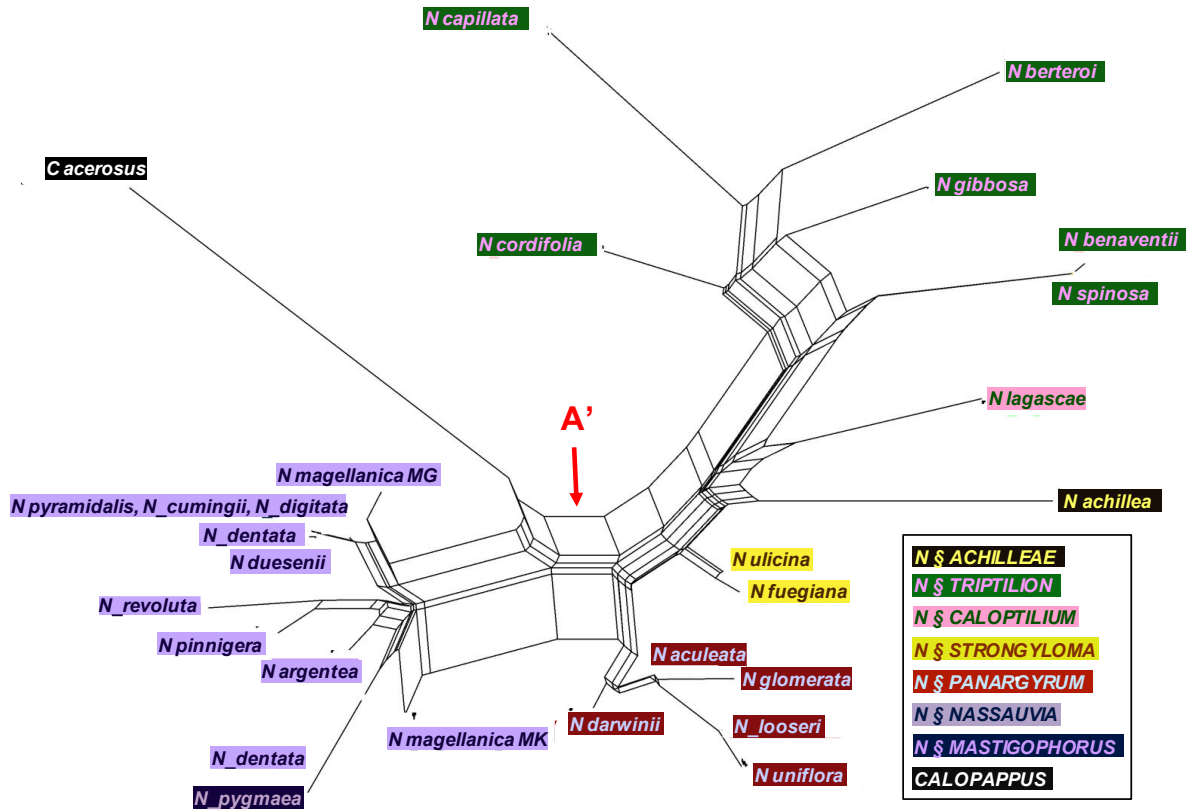 N capillata
N berteroi
C acerosus
N gibbosa
N_cordifolia
N benaventii
N spinosa
N lagascae
A’
N magellanica MG
N pyramidalis, N_cumingii, N_digitata
N_dentata
N duesenii
N achillea
N ulicina
N fuegiana
N_revoluta
N pinnigera
N argentea
N aculeata
N glomerata
N darwinii
N_looseri
N magellanica MK
N_dentata
N uniflora
N_pygmaea
N § ACHILLEAE
N § TRIPTILION
N § CALOPTILIUM
N § STRONGYLOMA
N § PANARGYRUM
N § NASSAUVIA
N § MASTIGOPHORUS
CALOPAPPUS